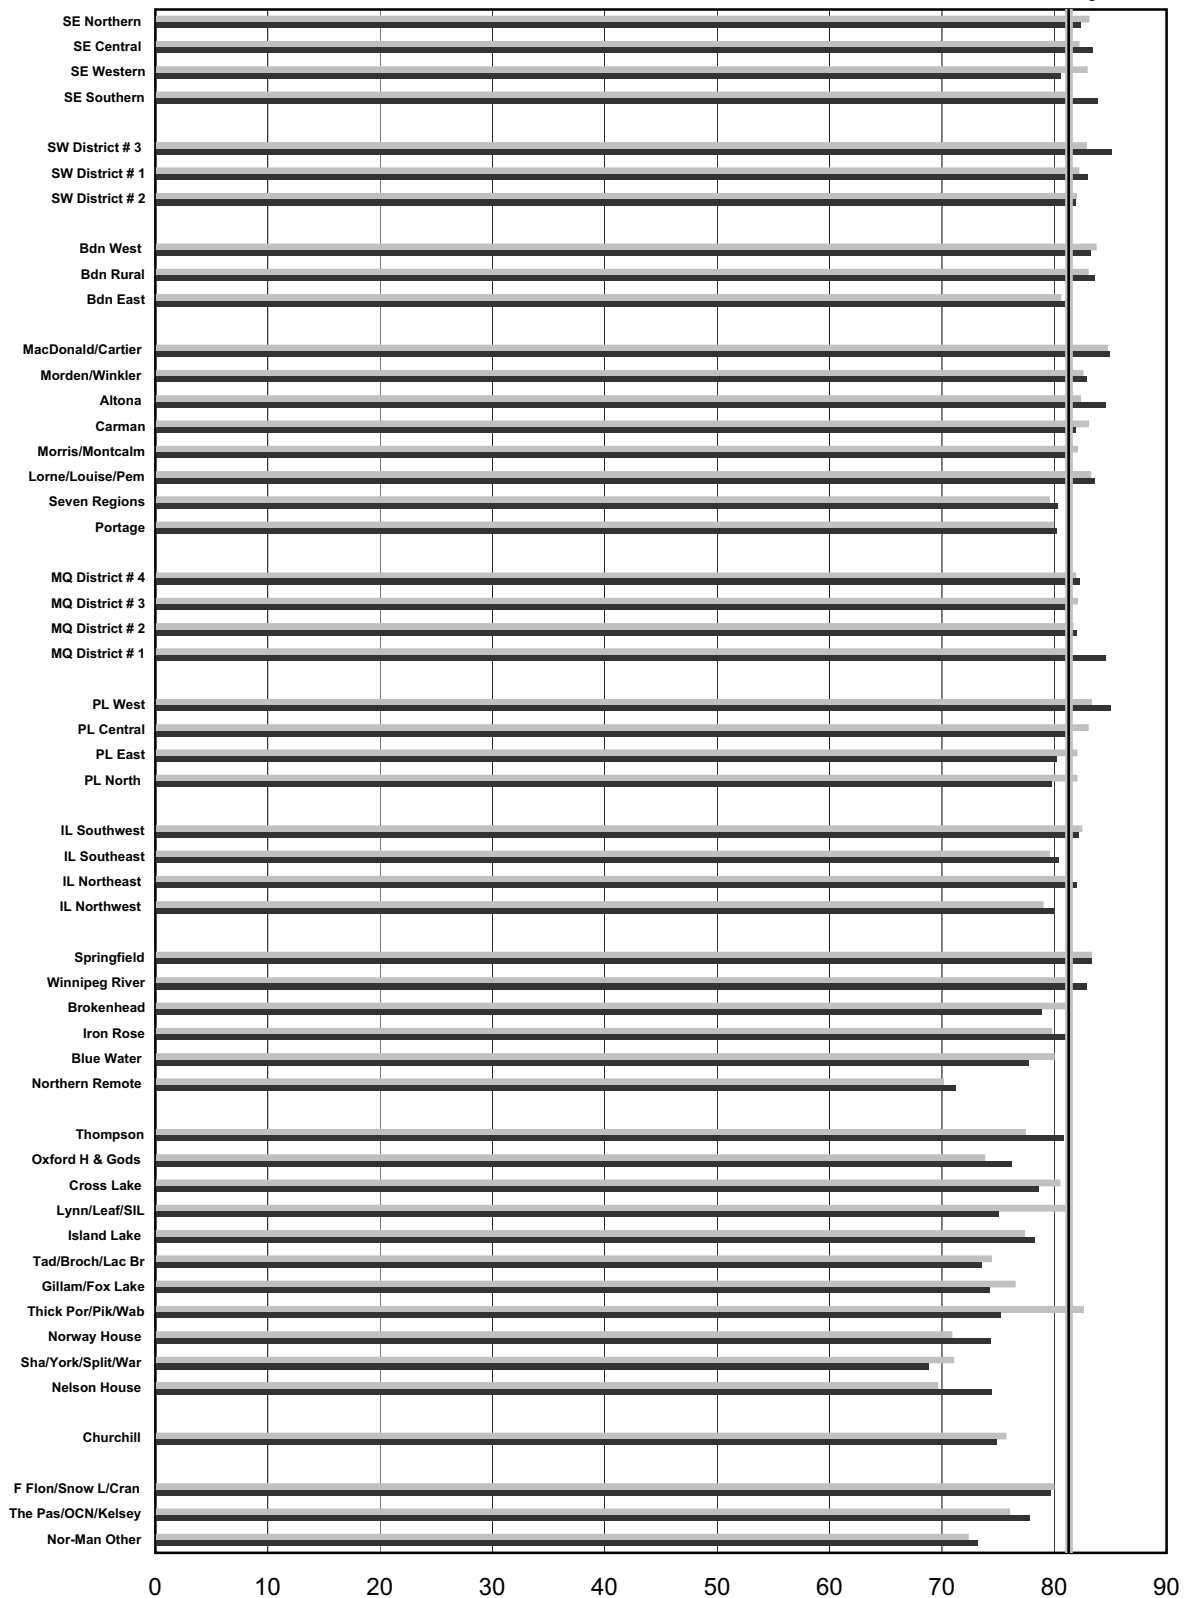 SE Northern
SE Central
SE Western
SE Southern
SW District # 3
SW District # 1
SW District # 2
Bdn West
Bdn Rural
Bdn East
MacDonald/Cartier
Morden/Winkler
Altona
Carman
Morris/Montcalm
Lorne/Louise/Pem
Seven Regions
Portage
MQ District # 4
MQ District # 3
MQ District # 2
MQ District # 1
PL West
PL Central
PL East
PL North
IL Southwest
IL Southeast
IL Northeast
IL Northwest
Springfield
Winnipeg River
Brokenhead
Iron Rose
Blue Water
Northern Remote
Thompson
Oxford H & Gods
Cross Lake
Lynn/Leaf/SIL
Island Lake
Tad/Broch/Lac Br
Gillam/Fox Lake
Thick Por/Pik/Wab
Norway House
Sha/York/Split/War
Nelson House
Churchill
F Flon/Snow L/Cran
The Pas/OCN/Kelsey
Nor-Man Other
0 10 20 30 40 50 60 70 80 90